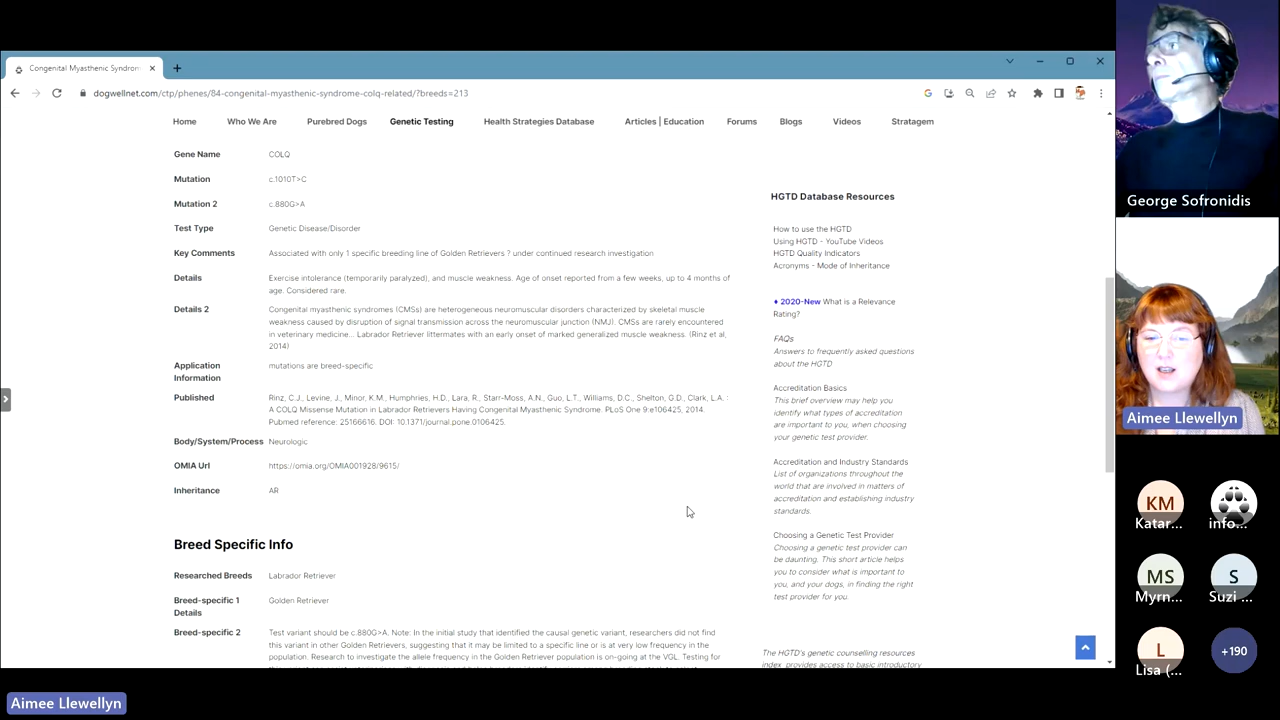 Congenital Myasthenic Syndrom
dogwellnet.com/ctp/phenes/84-congenital-myasthenic-syndrome-colq-related/?breeds=213
Home Who We Are Purebred Dogs Genetic Testing Health Strategies Database Articles | Education Forums Blogs Videos Stratagem
Gene Name COLQ
Mutation c.1010T>C
Mutation 2 c.880G>A
Test Type Genetic Disease/Disorder
Key Comments Associated with only 1 specific breeding line of Golden Retrievers ? under continued research investigation
Details Exercise intolerance (temporarily paralyzed), and muscle weakness. Age of onset reported from a few weeks, up to 4 months of
age. Considered rare.
Details 2 Congenital myasthenic syndromes (CMSs) are heterogeneous neuromuscular disorders characterized by skeletal muscle
weakness caused by disruption of signal transmission across the neuromuscular junction (NMJ). CMSs are rarely encountered
in veterinary medicine... Labrador Retriever littermates with an early onset of marked generalized muscle weakness. (Rinz et al,
2014)
Application mutations are breed-specific
Information
Published Rinz, C.J., Levine, J., Minor, K.M., Humphries, H.D., Lara, R., Starr-Moss, A.N., Guo, L.T., Williams, D.C., Shelton, G.D., Clark, L.A. :
A COLQ Missense Mutation in Labrador Retrievers Having Congenital Myasthenic Syndrome. PLoS One 9:e106425, 2014.
Pubmed reference: 25166616. DOI: 10.1371/journal.pone.0106425.
Body/System/Process Neurologic
OMIA Url https://omia.org/OMIA001928/9615/
Inheritance AR
Breed Specific Info
Researched Breeds Labrador Retriever
Breed-specific 1 Golden Retriever
Details
Breed-specific 2 Test variant should be c.880G>A. Note: In the initial study that identified the causal genetic variant, researchers did not find
this variant in other Golden Retrievers, suggesting that it may be limited to a specific line or is at very low frequency in the
population. Research to investigate the allele frequency in the Golden Retriever population is on-going at the VGL. Testing for
HGTD Database Resources
How to use the HGTD
Using HGTD - YouTube Videos
HGTD Quality Indicators
Acronyms - Mode of Inheritance
♦ 2020-New What is a Relevance
Rating?
FAQs
Answers to frequently asked questions
about the HGTD
Accreditation Basics
This brief overview may help you
identify what types of accreditation
are important to you, when choosing
your genetic test provider.
Accreditation and Industry Standards
List of organizations throughout the
world that are involved in matters of
accreditation and establishing industry
standards.
Choosing a Genetic Test Provider
Choosing a genetic test provider can
be daunting. This short article helps
you to consider what is important to
you, and your dogs, in finding the right
test provider for you.
The HGTD's genetic counselling resources
index provides access to basic introductory
George Sofronidis
Aimee Llewellyn
KM
Katar...
info...
MS
Myrn...
S
Suzi ...
L
Lisa (...
+190
Aimee Llewellyn